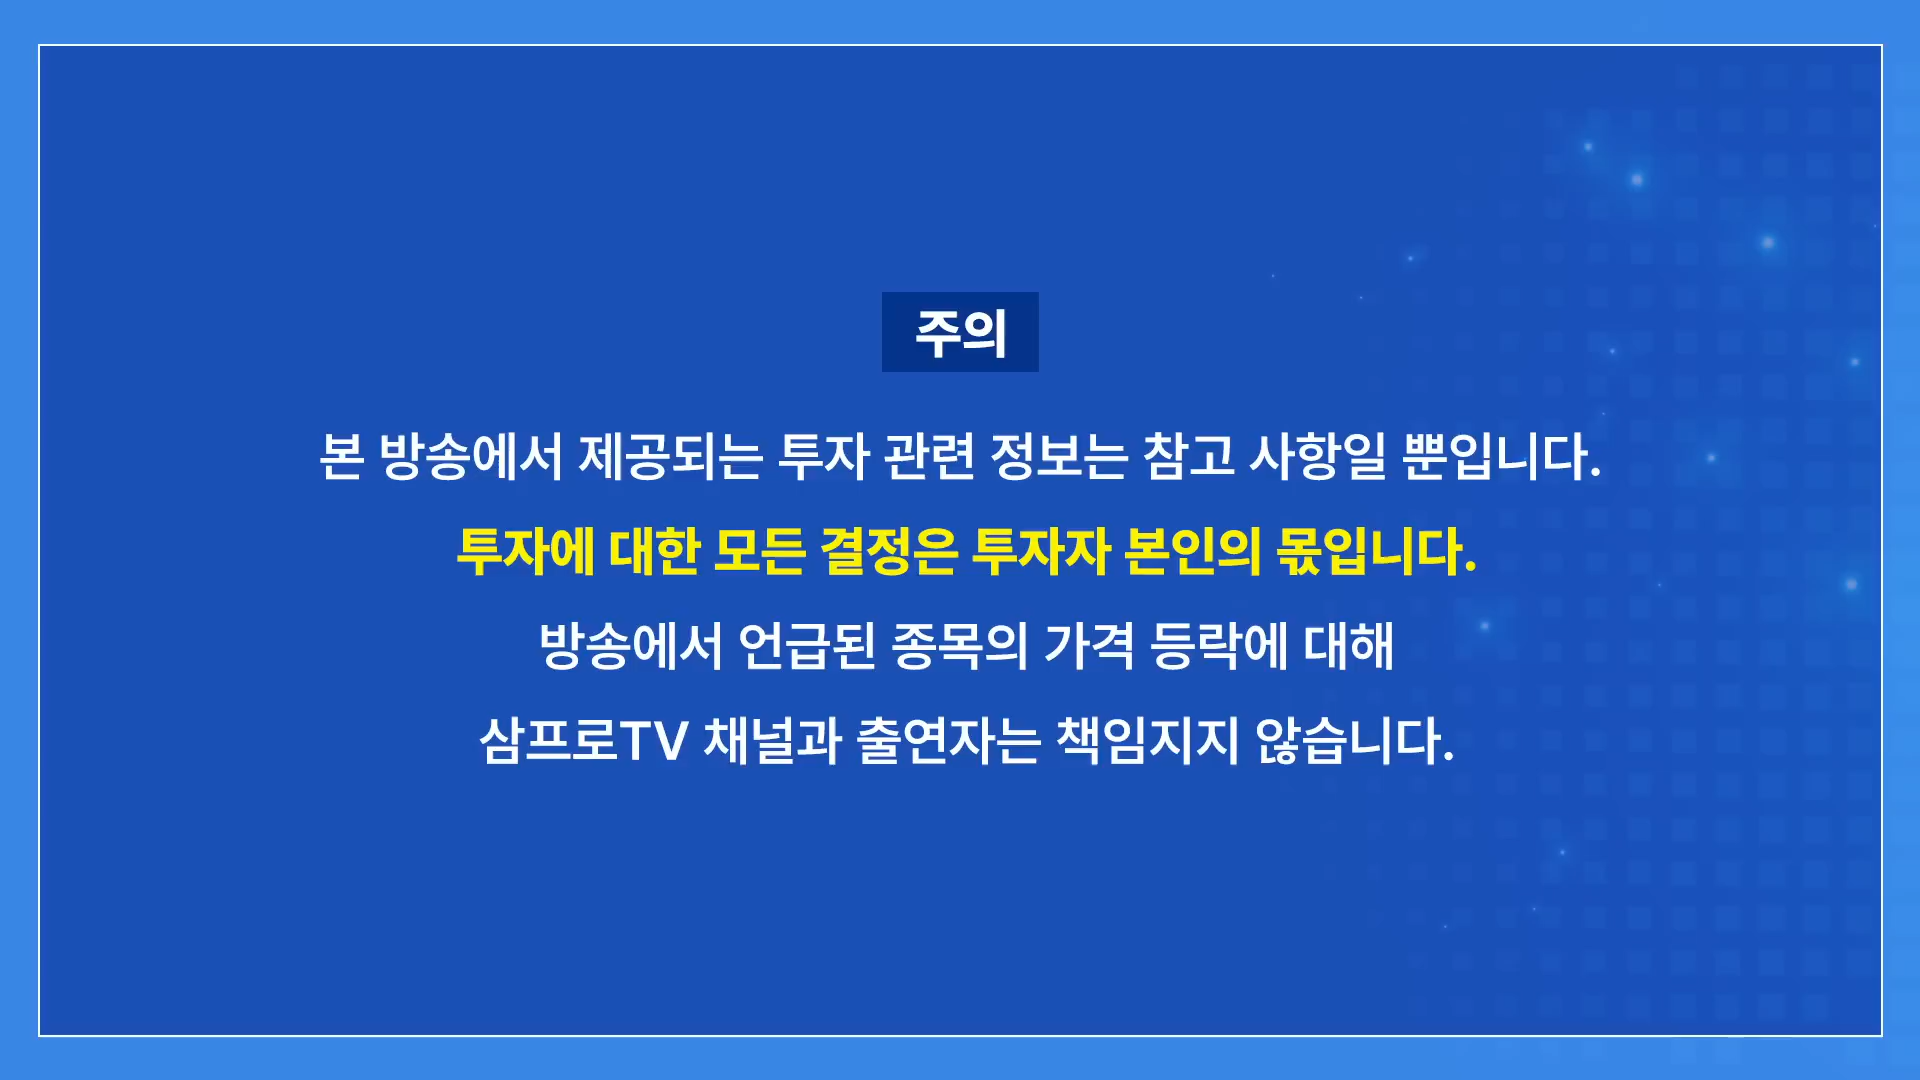 주의
본 방송에서 제공되는 투자 관련 정보는 참고 사항일 뿐입니다.
투자에 대한 모든 결정은 투자자 본인의 몫입니다.
방송에서 언급된 종목의 가격 등락에 대해
삼프로TV 채널과 출연자는 책임지지 않습니다.